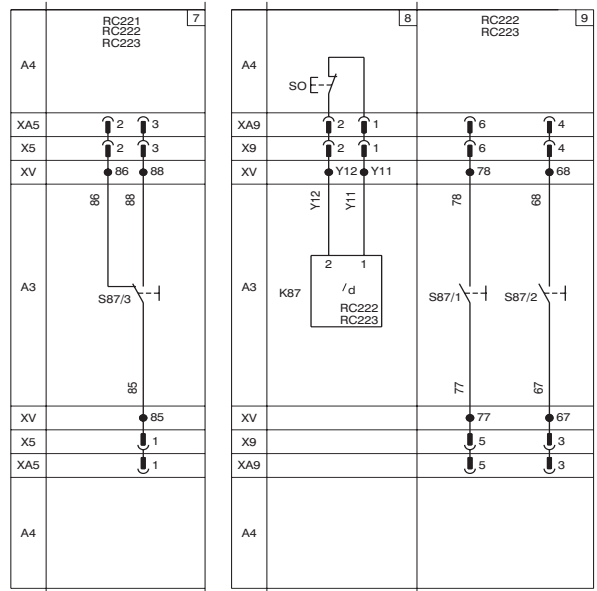 RC221
RC222
RC223
7
A4
XA5
2
3
X5
2
3
XV
86
88
86
88
A3
S87/3
85
XV
85
X5
1
XA5
1
A4
8
RC222
RC223
9
A4
SO
XA9
2
1
6
4
X9
2
1
6
4
XV
Y12
Y11
78
68
Y12
Y11
78
68
A3
K87
2
1
/d
RC222
RC223
S87/1
S87/2
77
67
XV
77
67
X9
5
3
XA9
5
3
A4